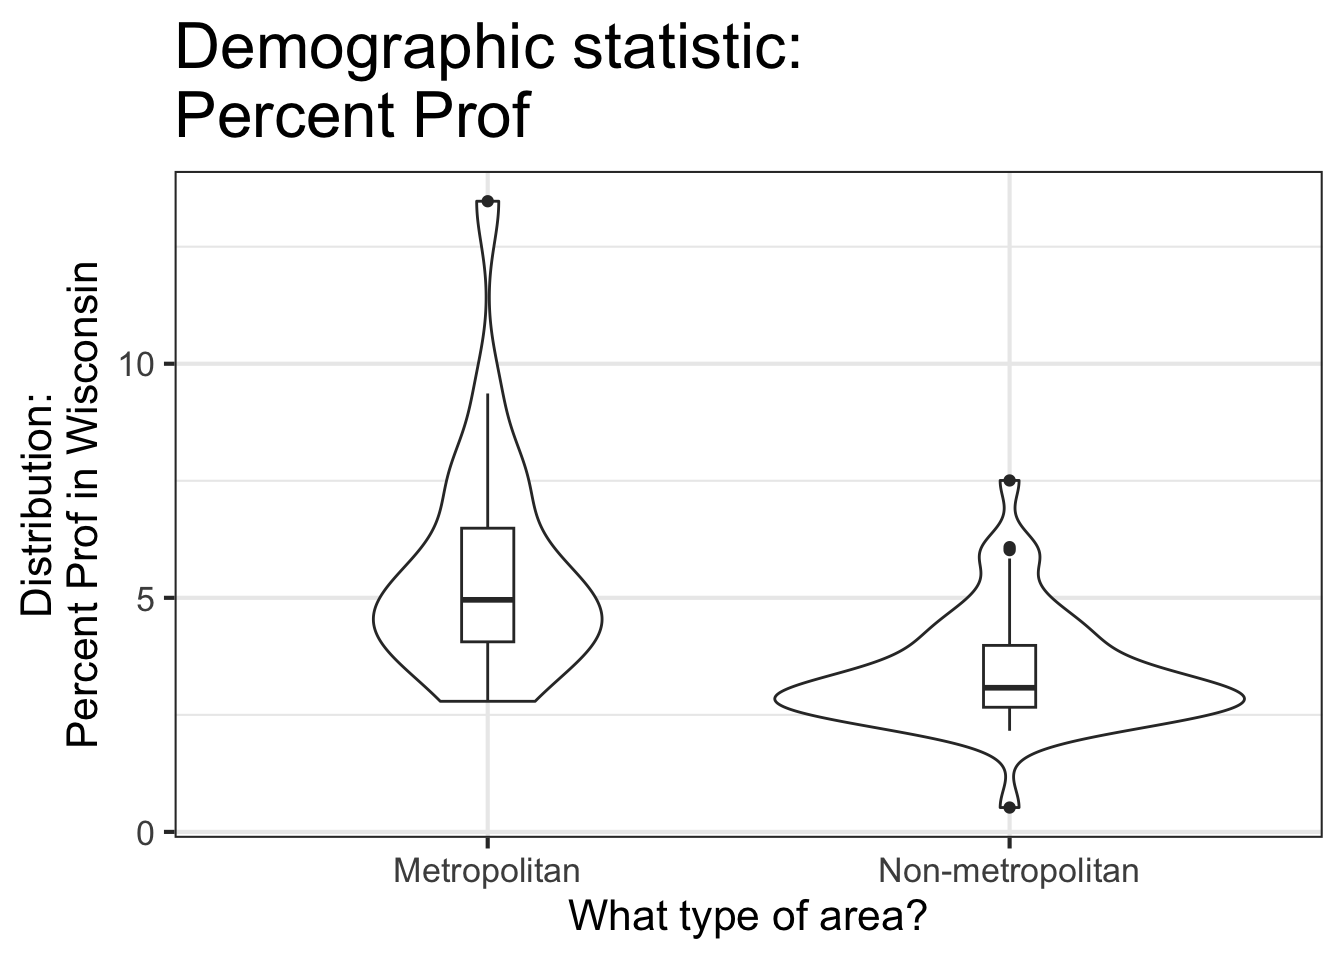 Demographic statistic:
Percent Prof
Distribution:
Percent Prof in Wisconsin
10
5
0
Metropolitan
Non-metropolitan
What type of area?